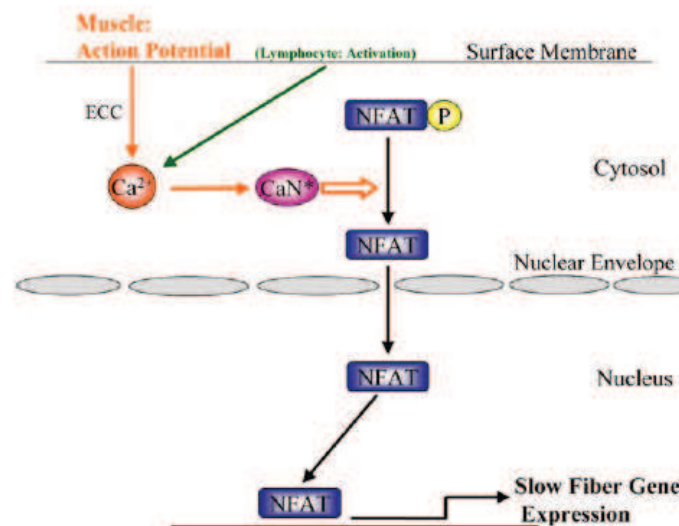 Muscle:
Action Potential
(Lymphocyte: Activation)
Surface Membrane
ECC
NFAT P
Cytosol
Ca2+
CaN*
NFAT
Nuclear Envelope
NFAT
Nucleus
NFAT
Slow Fiber Gene
Expression